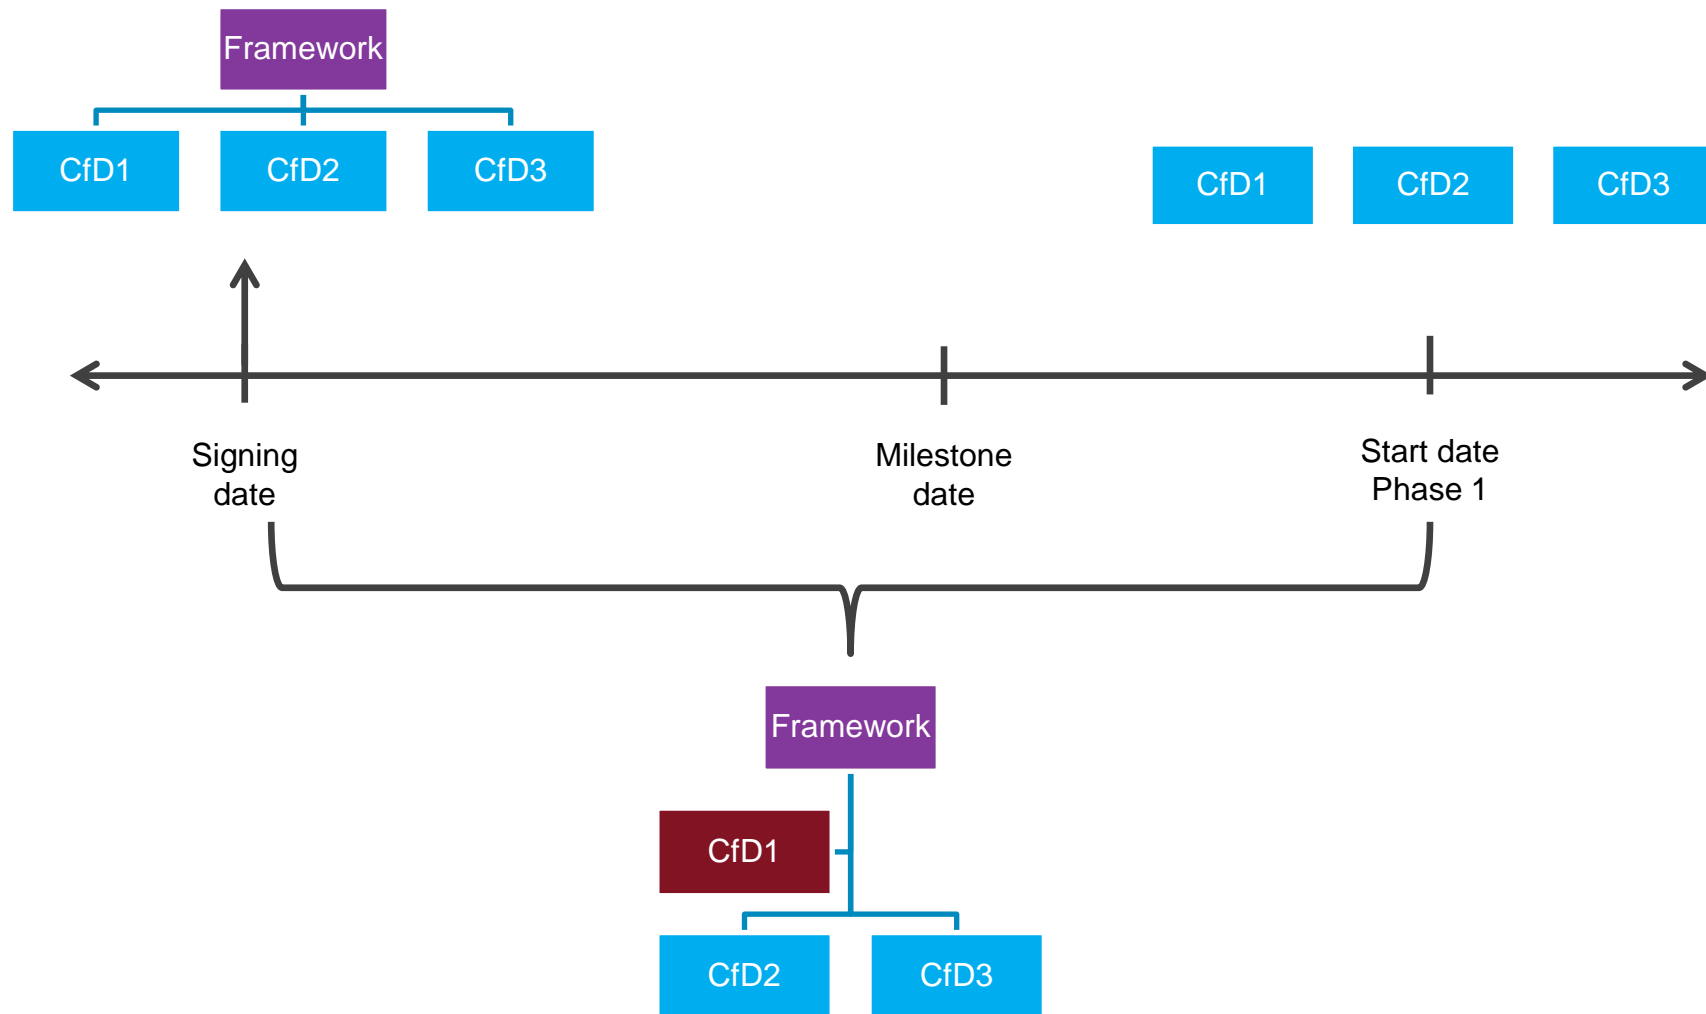 Framework
CfD1
CfD2
CfD3
CfD1
CfD2
CfD3
Signing
date
Milestone
date
Start date
Phase 1
Framework
CfD1
CfD2
CfD3